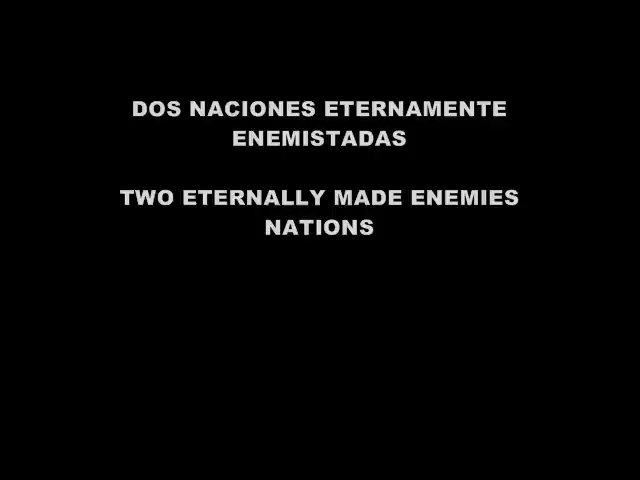 DOS NACIONES ETERNAMENTE
ENEMISTADAS
TWO ETERNALLY MADE ENEMIES
NATIONS